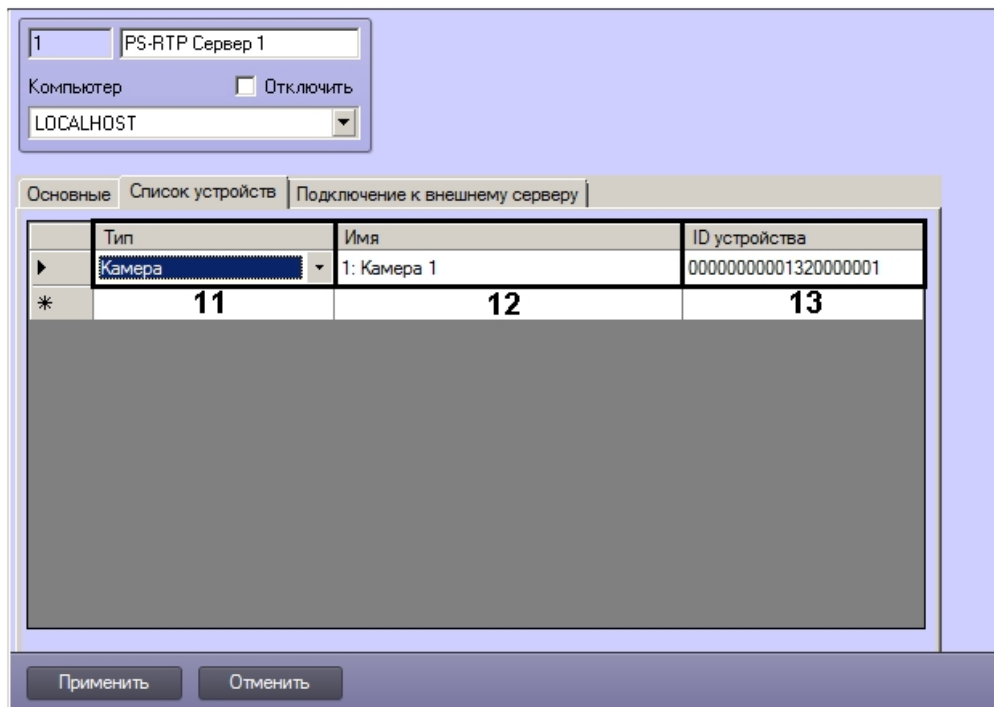 1 PS-RTP Сервер 1
Компьютер Отключить
LOCALHOST
Основные Список устройств Подключение к внешнему серверу
Тип Имя ID устройства
Камера 1: Камера 1 00000000001320000001
* 11 12 13
Применить Отменить